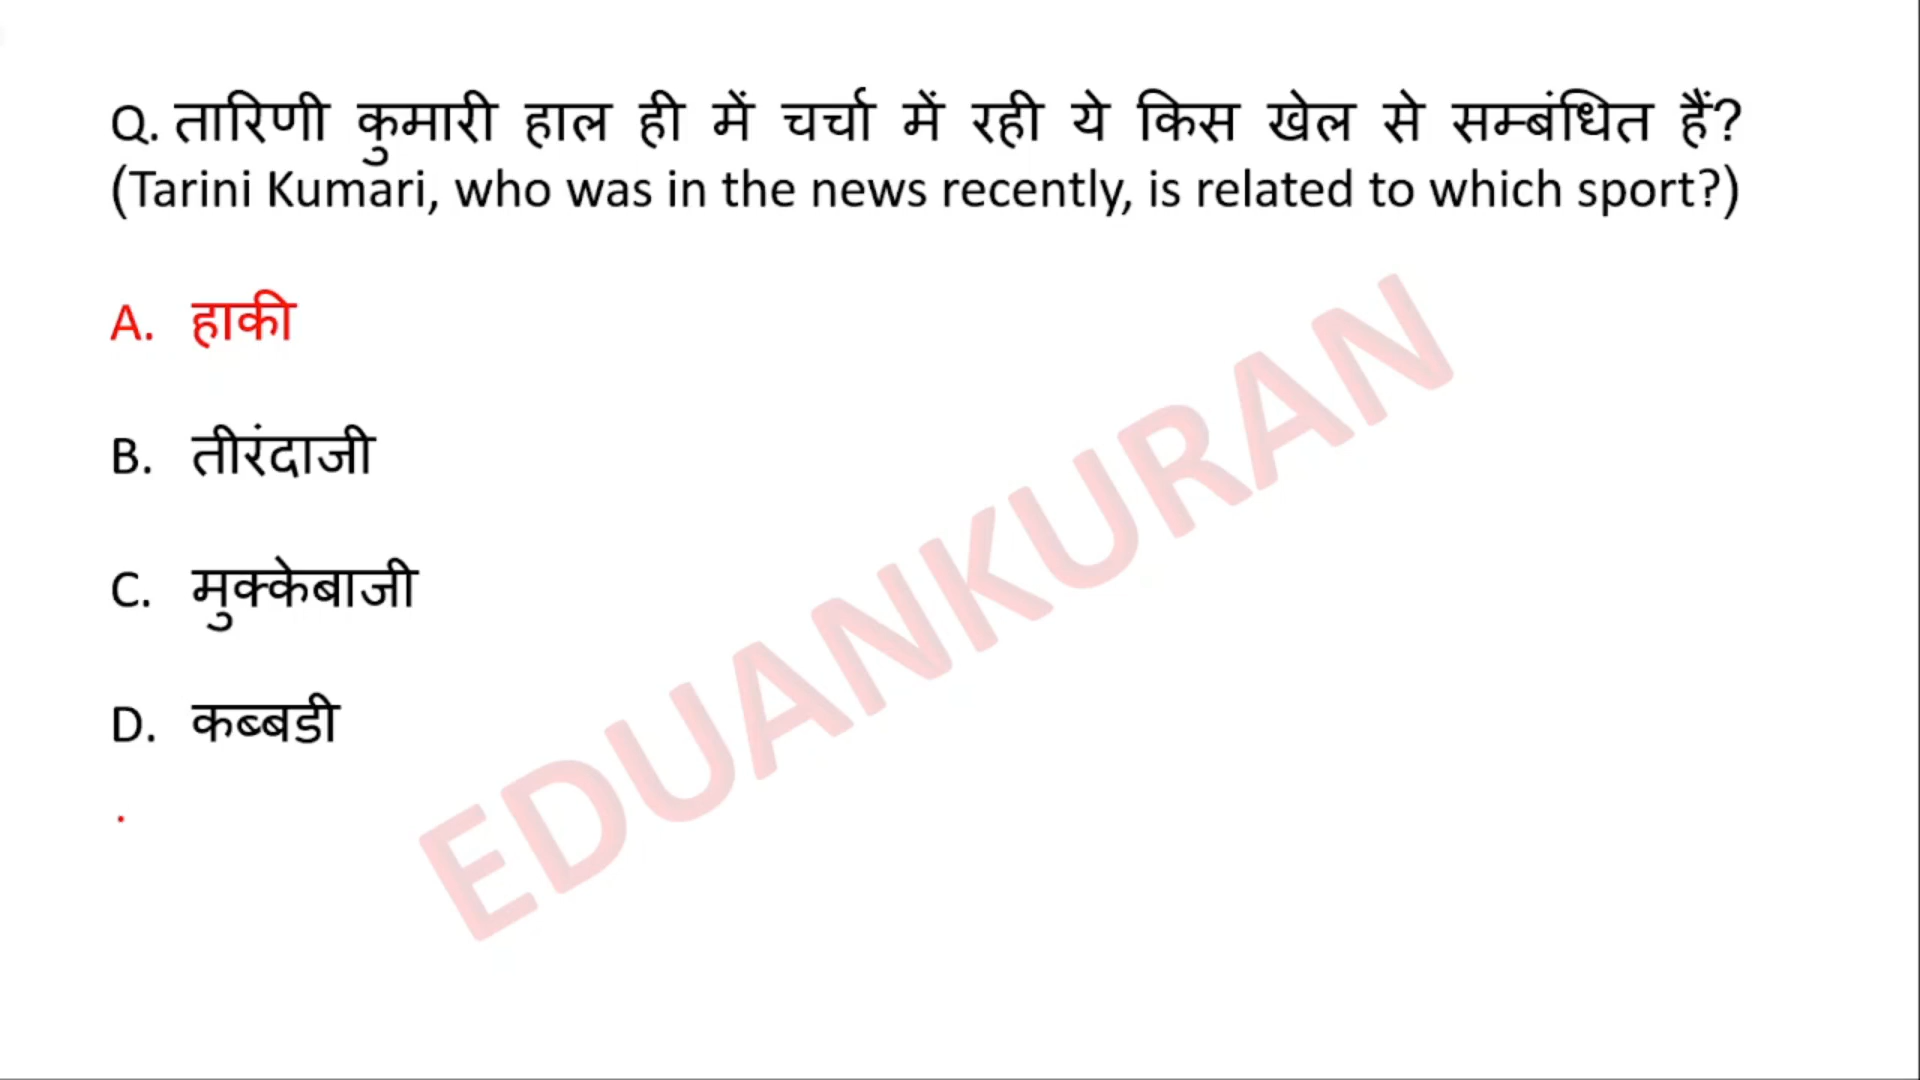 Q. तारिणी कुमारी हाल ही में चर्चा में रही ये किस खेल से सम्बंधित हैं?
(Tarini Kumari, who was in the news recently, is related to which sport?)
A. हाकी
B. तीरंदाजी
C. मुक्केबाजी
D. कब्बडी
.
EDUANKURAN